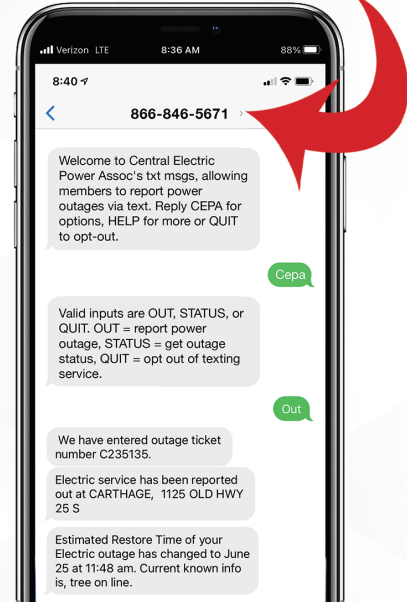 Verizon LTE 8:36 AM 88%
8:40
866-846-5671
Welcome to Central Electric
Power Assoc's txt msgs, allowing
members to report power
outages via text. Reply CEPA for
options, HELP for more or QUIT
to opt-out.
Cepa
Valid inputs are OUT, STATUS, or
QUIT. OUT = report power
outage, STATUS = get outage
status, QUIT = opt out of texting
service.
Out
We have entered outage ticket
number C235135.
Electric service has been reported
out at CARTHAGE, 1125 OLD HWY
25 S
Estimated Restore Time of your
Electric outage has changed to June
25 at 11:48 am. Current known info
is, tree on line.